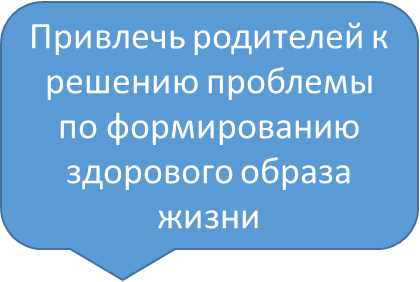 Привлечь родителей к
решению проблемы
по формированию
здорового образа
жизни